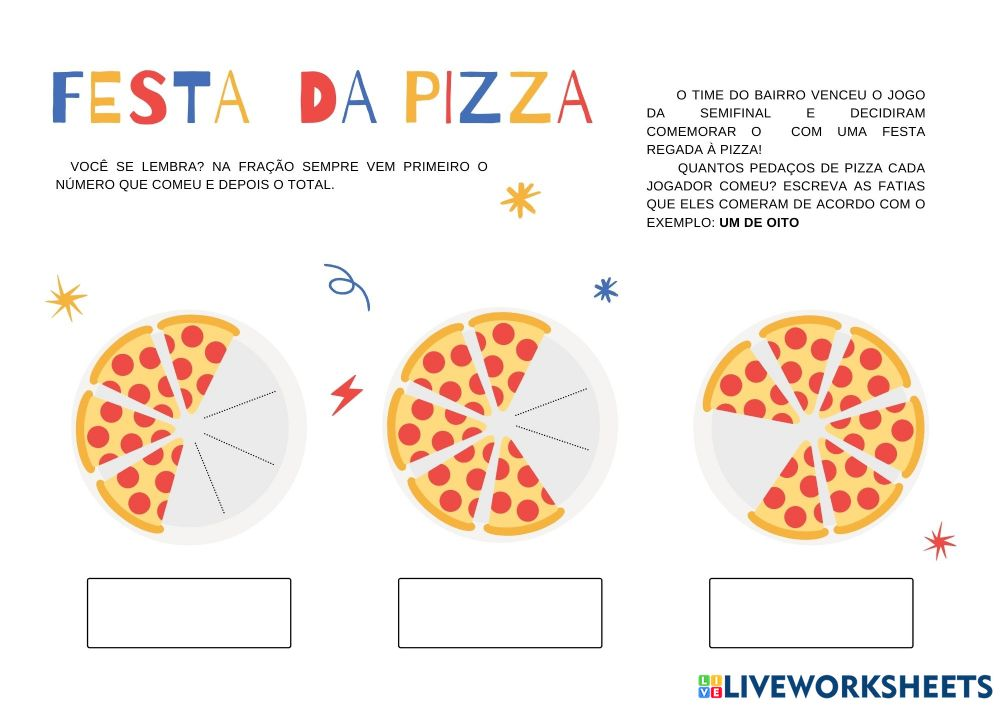 FESTA DA PIZZA
VOCÊ SE LEMBRA? NA FRAÇÃO SEMPRE VEM PRIMEIRO O
NÚMERO QUE COMEU E DEPOIS O TOTAL.
O TIME DO BAIRRO VENCEU O JOGO
DA SEMIFINAL E DECIDIRAM
COMEMORAR O COM UMA FESTA
REGADA À PIZZA!
QUANTOS PEDAÇOS DE PIZZA CADA
JOGADOR COMEU? ESCREVA AS FATIAS
QUE ELES COMERAM DE ACORDO COM O
EXEMPLO: UM DE OITO
LIVE LIVEWORKSHEETS